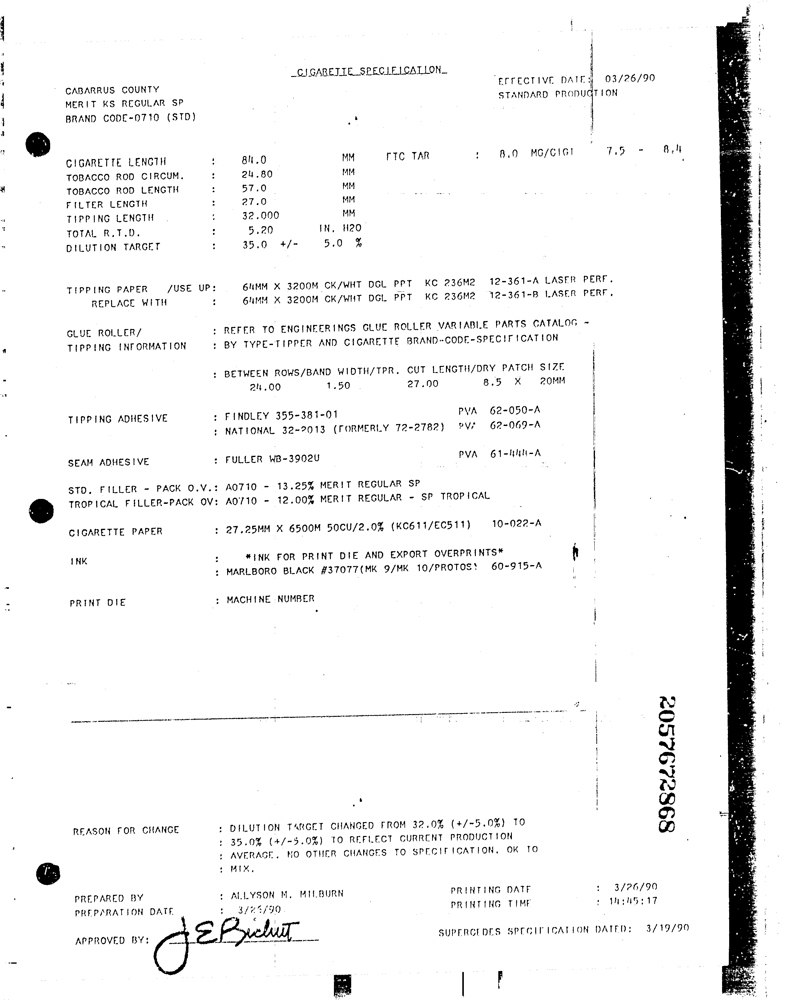 CIGARETTE SPECIFICATION
EFFECTIVE DATE: 03/26/90
CABARRUS COUNTY
STANDARD PRODUCTION
MERIT KS REGULAR SP
BRAND CODE-0710 (STD)
CIGARETTE LENGTH : 84.0 MM FTC TAR : 8.0 MG/CIGT 7.5 - 8.4
TOBACCO ROD CIRCUM. : 24.80 MM
TOBACCO ROD LENGTH : 57.0 MM
FILTER LENGTH : 27.0 MM
TIPPING LENGTH : 32.000 MM
TOTAL R.T.D. : 5.20 IN. H2O
DILUTION TARGET : 35.0 +/- 5.0 %
TIPPING PAPER /USE UP: 64MM X 3200M CK/WHT DGL PPT KC 236M2 12-361-A LASER PERF.
REPLACE WITH : 64MM X 3200M CK/WHT DGL PPT KC 236M2 12-361-B LASER PERF.
GLUE ROLLER/ : REFER TO ENGINEERINGS GLUE ROLLER VARIABLE PARTS CATALOG -
TIPPING INFORMATION : BY TYPE-TIPPER AND CIGARETTE BRAND-CODE-SPECIFICATION
: BETWEEN ROWS/BAND WIDTH/TPR. CUT LENGTH/DRY PATCH SIZE
24.00 1.50 27.00 8.5 X 20MM
TIPPING ADHESIVE : FINDLEY 355-381-01 PVA 62-050-A
: NATIONAL 32-2013 (FORMERLY 72-2782) PVA 62-069-A
SEAM ADHESIVE : FULLER WB-3902U PVA 61-444-A
STD. FILLER - PACK O.V.: A0710 - 13.25% MERIT REGULAR SP
TROPICAL FILLER-PACK OV: A0710 - 12.00% MERIT REGULAR - SP TROPICAL
CIGARETTE PAPER : 27.25MM X 6500M 50CU/2.0% (KC611/EC511) 10-022-A
INK : *INK FOR PRINT DIE AND EXPORT OVERPRINTS*
: MARLBORO BLACK #37077(MK 9/MK 10/PROTOS) 60-915-A
PRINT DIE : MACHINE NUMBER
2057672868
REASON FOR CHANGE : DILUTION TARGET CHANGED FROM 32.0% (+/-5.0%) TO
: 35.0% (+/-5.0%) TO REFLECT CURRENT PRODUCTION
: AVERAGE. NO OTHER CHANGES TO SPECIFICATION. OK TO
: MIX.
PREPARED BY : ALLYSON M. MILBURN PRINTING DATE : 3/26/90
PREPARATION DATE : PRINTING TIME : 14:45:17
APPROVED BY: SUPERCEDES SPECIFICATION DATED: 3/19/90